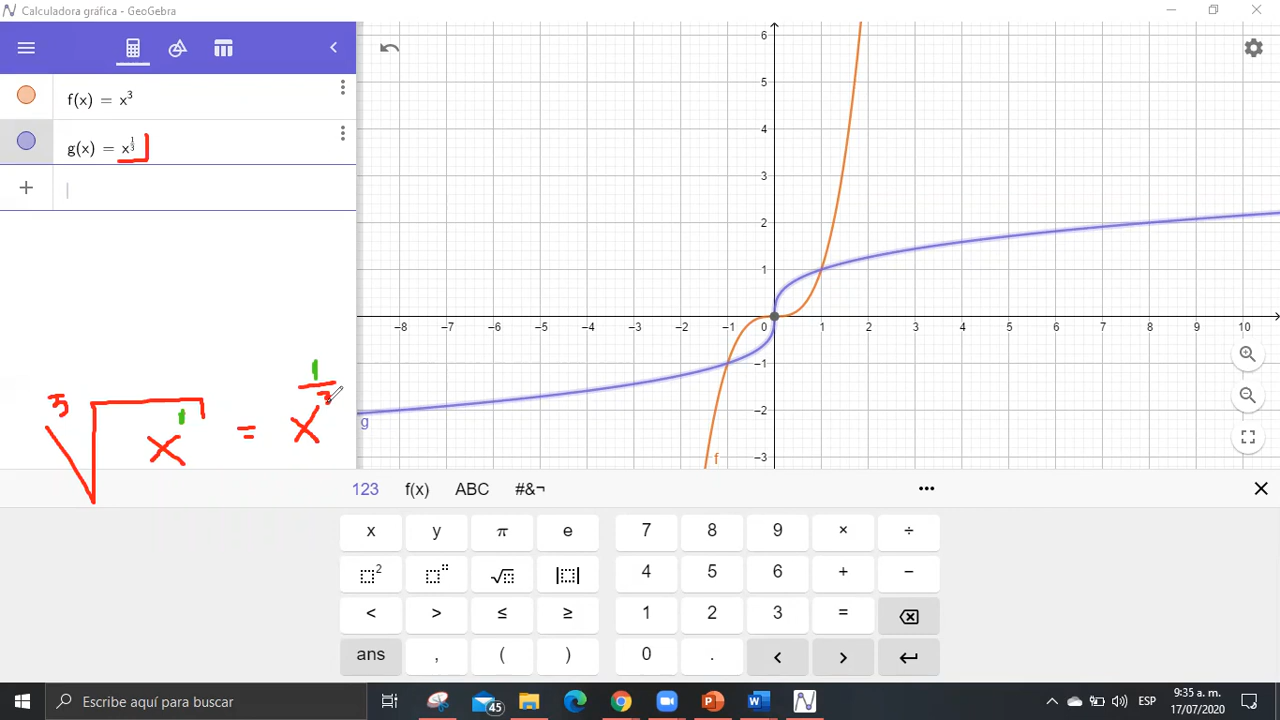 Calculadora gráfica - GeoGebra
f(x) = x³
g(x) = x^{1/3}
6
5
4
3
2
1
−8 −7 −6 −5 −4 −3 −2 −1 0 1 2 3 4 5 6 7 8 9 10
−1
−2
−3
g
f
∛x¹ = x^{1/3}
123 f(x) ABC #&¬ ...
x y π e 7 8 9 × ÷
□² □^□ √□ |□| 4 5 6 + −
< > ≤ ≥ 1 2 3 =
ans , ( ) 0 . < >
Escribe aquí para buscar
45
ESP
9:35 a. m.
17/07/2020